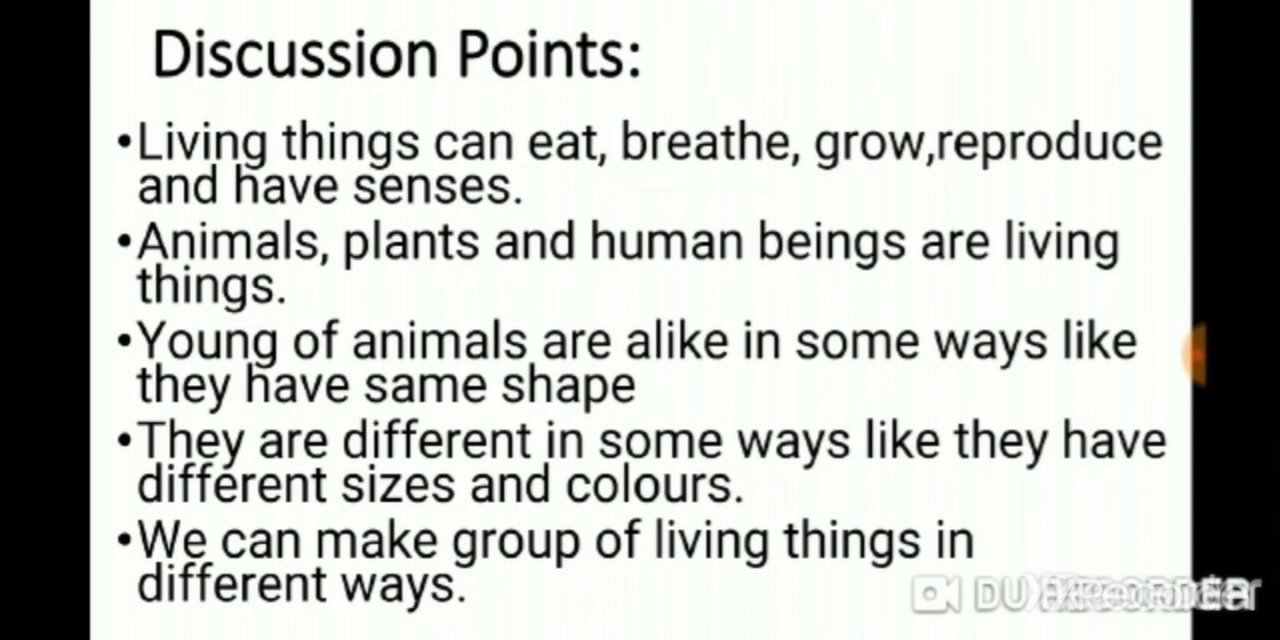 Discussion Points:
•Living things can eat, breathe, grow,reproduce
and have senses.
•Animals, plants and human beings are living
things.
•Young of animals are alike in some ways like
they have same shape
•They are different in some ways like they have
different sizes and colours.
•We can make group of living things in
different ways.